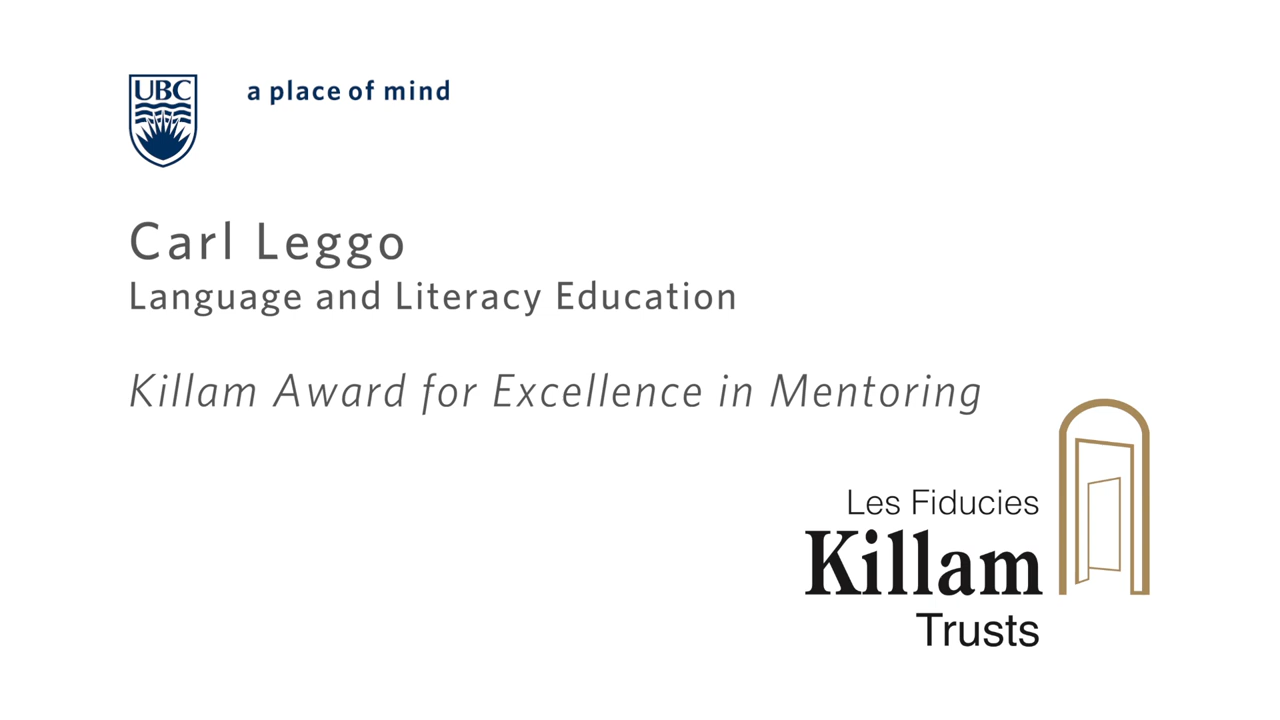 UBC
a place of mind
Carl Leggo
Language and Literacy Education
Killam Award for Excellence in Mentoring
Les Fiducies
Killam
Trusts